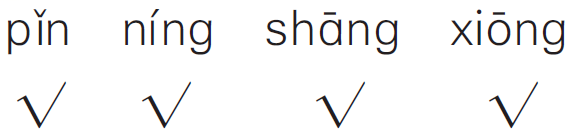 pǐn níng shāng xiōng
√ √ √ √